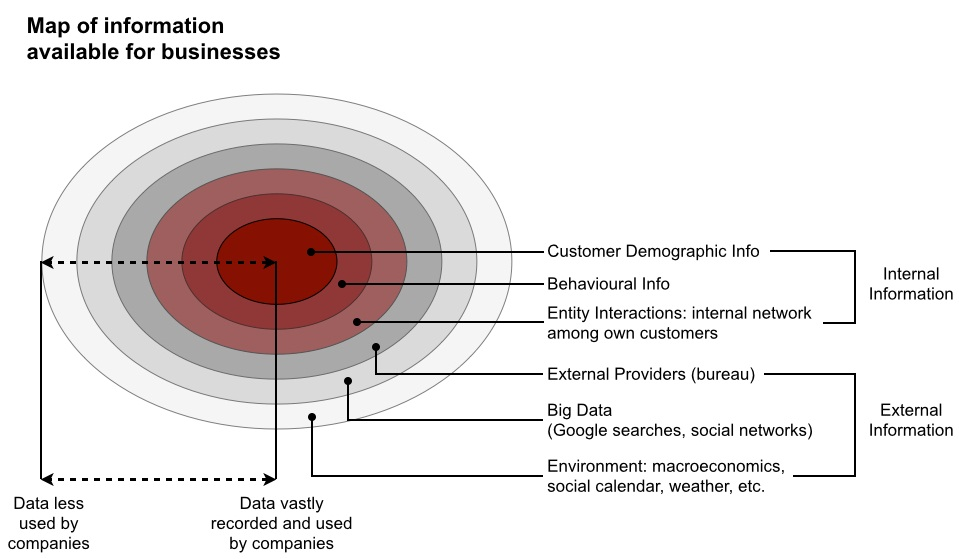 Map of information
available for businesses
Customer Demographic Info
Behavioural Info
Entity Interactions: internal network
among own customers
Internal
Information
External Providers (bureau)
Big Data
(Google searches, social networks)
Environment: macroeconomics,
social calendar, weather, etc.
External
Information
Data less
used by
companies
Data vastly
recorded and used
by companies